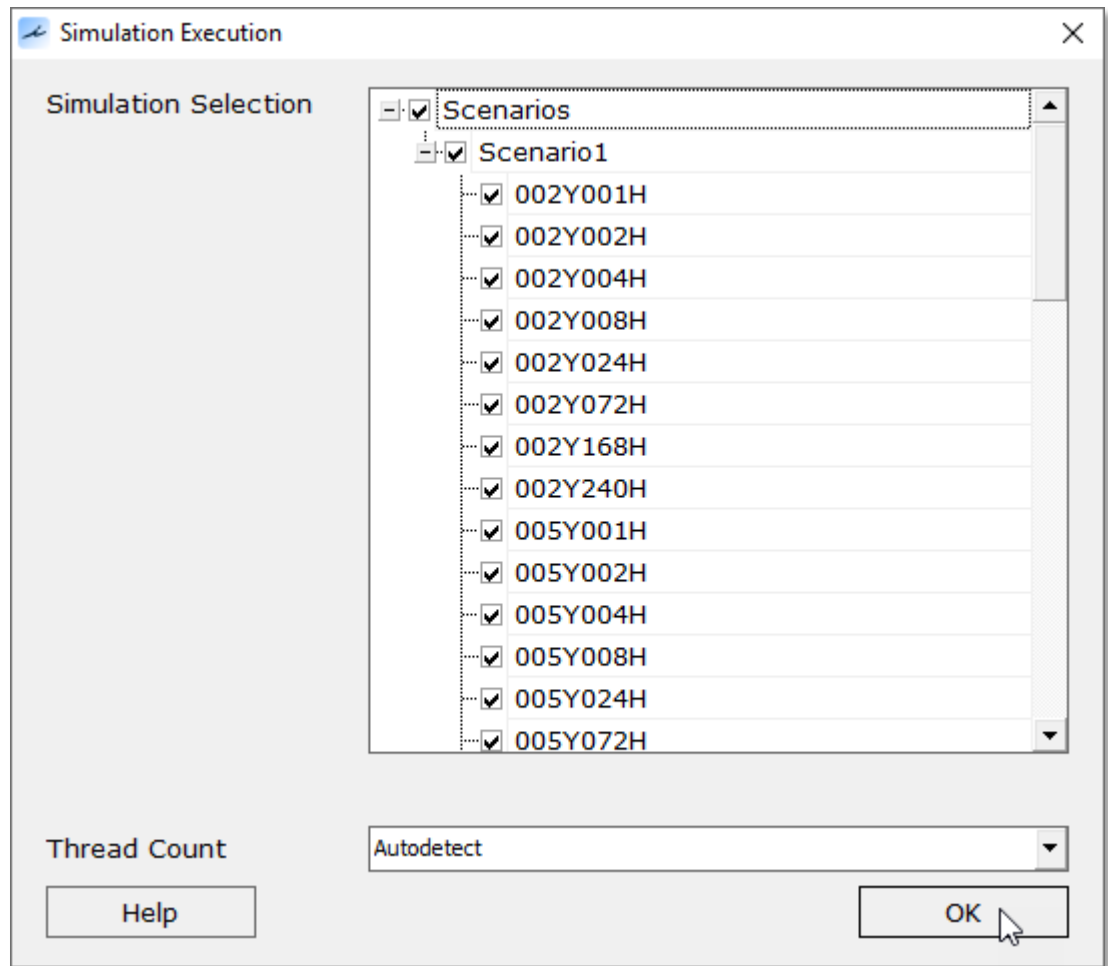 Simulation Execution
Simulation Selection
Scenarios
Scenario1
002Y001H
002Y002H
002Y004H
002Y008H
002Y024H
002Y072H
002Y168H
002Y240H
005Y001H
005Y002H
005Y004H
005Y008H
005Y024H
005Y072H
Thread Count
Autodetect
Help
OK